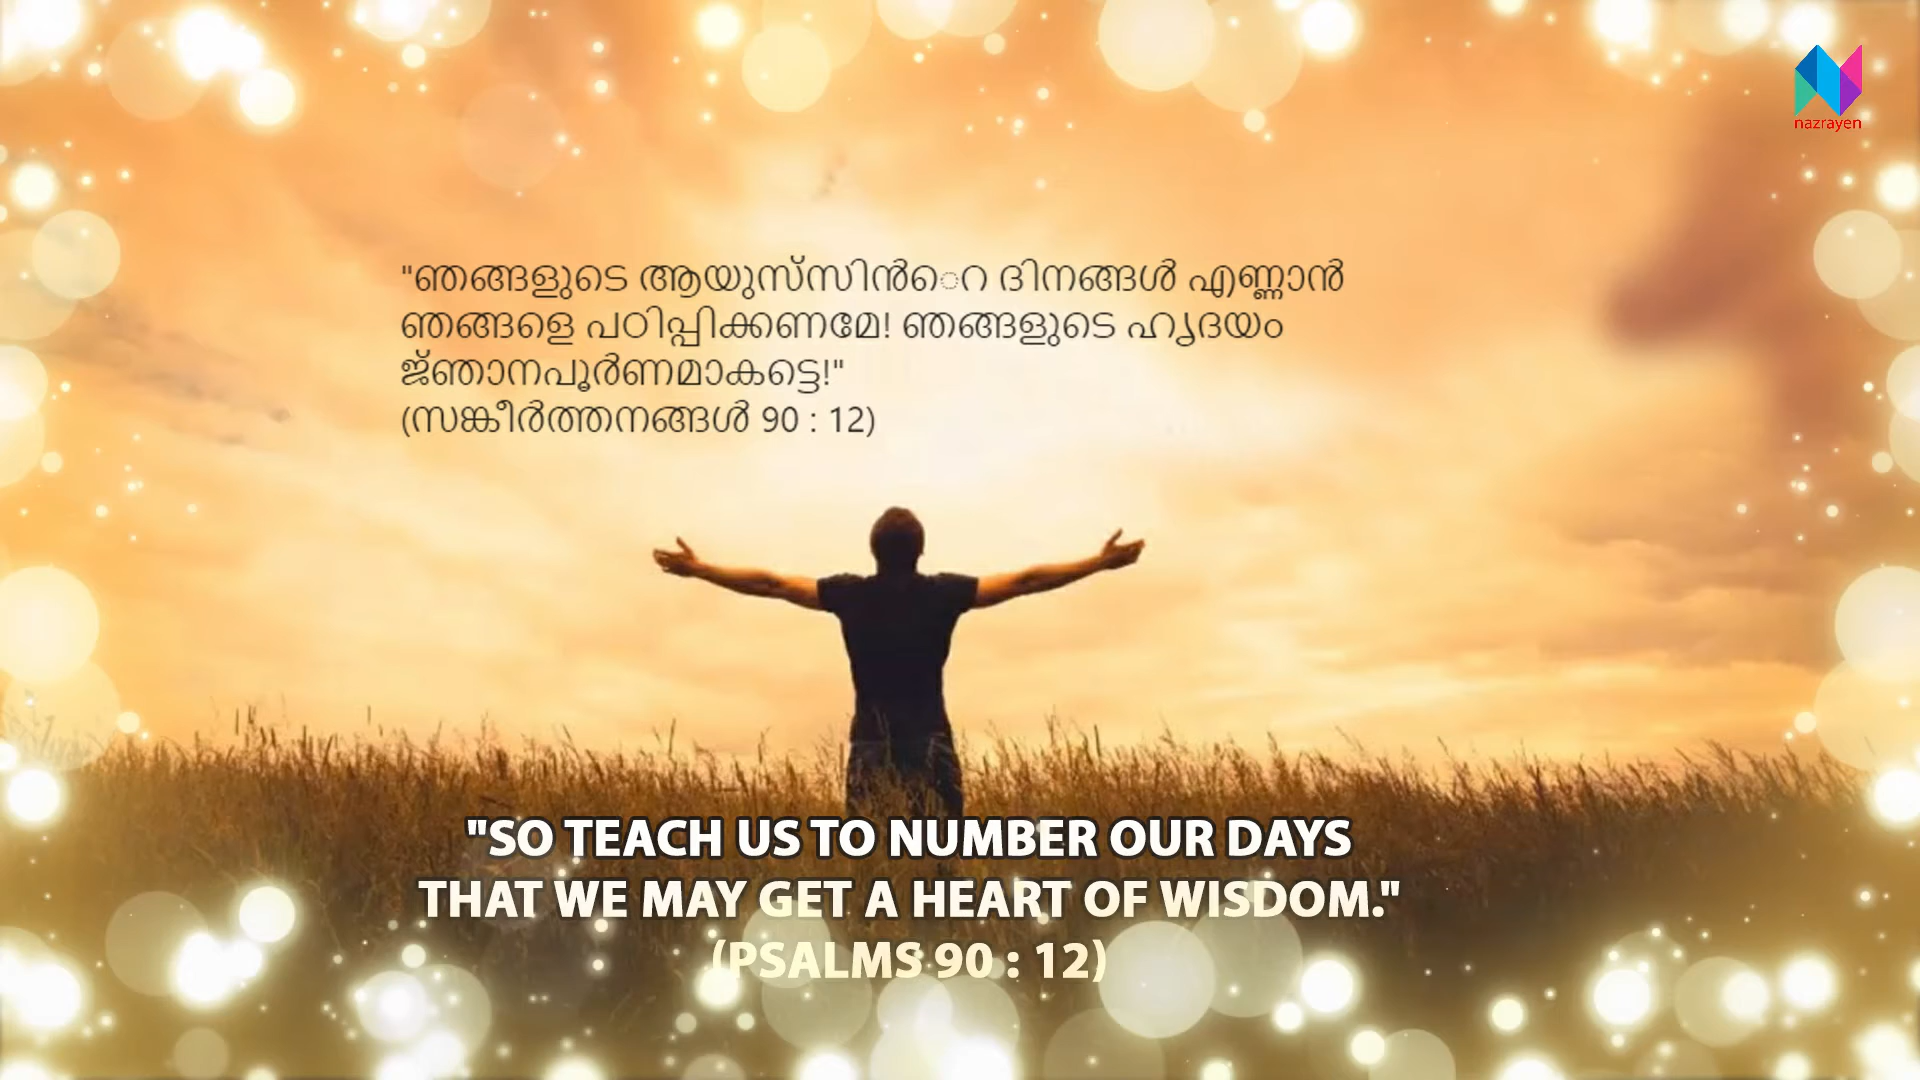 nazrayen
"ഞങ്ങളുടെ ആയുസ്സിൻെറ ദിനങ്ങൾ എണ്ണാൻ
ഞങ്ങളെ പഠിപ്പിക്കണമേ! ഞങ്ങളുടെ ഹൃദയം
ജ്ഞാനപൂർണമാകട്ടെ!"
(സങ്കീർത്തനങ്ങൾ 90 : 12)
"SO TEACH US TO NUMBER OUR DAYS
THAT WE MAY GET A HEART OF WISDOM."
(PSALMS 90 : 12)